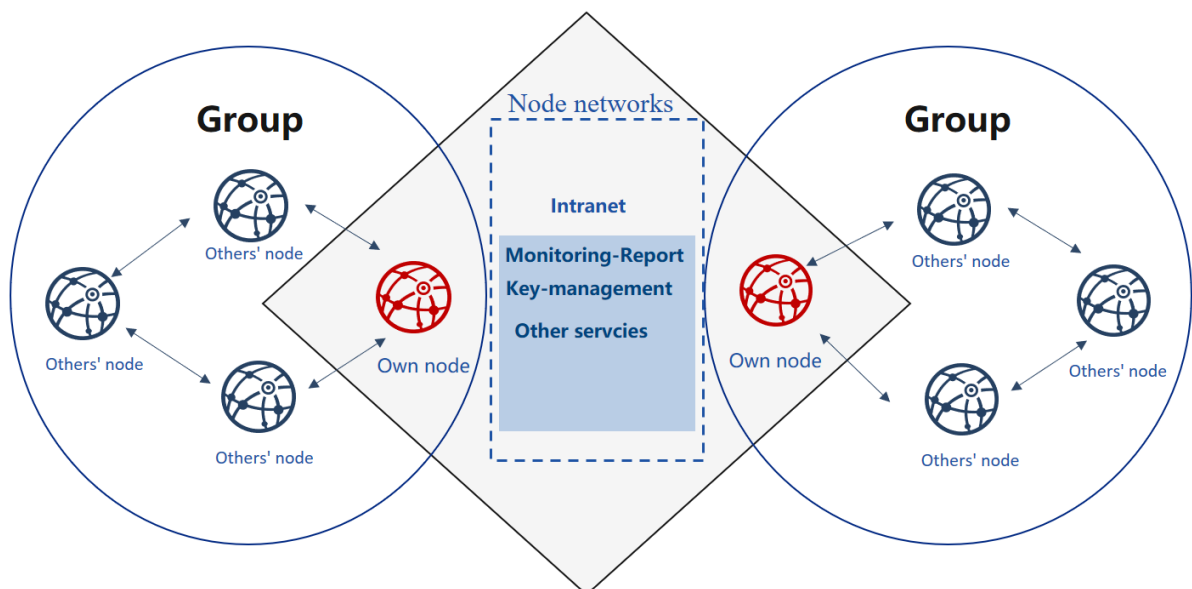 Group
Others' node
Others' node
Others' node
Own node
Node networks
Intranet
Monitoring-Report
Key-management
Other servcies
Group
Others' node
Own node
Others' node
Others' node